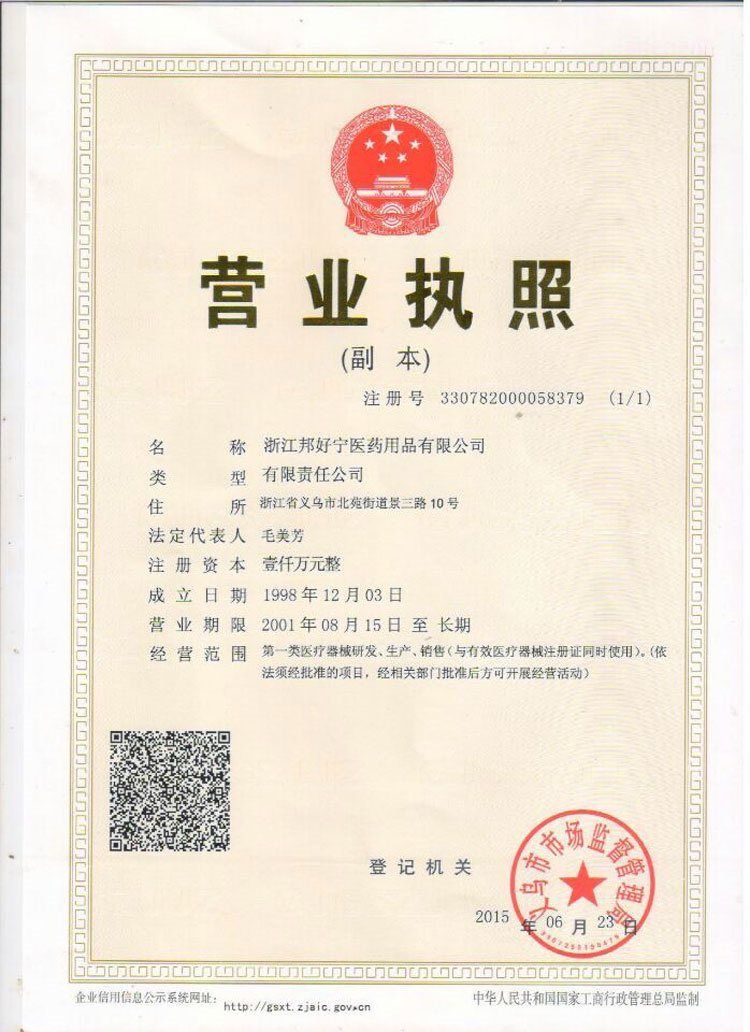 营业执照
(副 本)
注册号 330782000058379 (1/1)
名 称 浙江邦好宁医药用品有限公司
类 型 有限责任公司
住 所 浙江省义乌市北苑街道景三路10号
法定代表人 毛美芳
注册资本 壹仟万元整
成立日期 1998年12月03日
营业期限 2001年08月15日 至 长期
经营范围 第一类医疗器械研发、生产、销售(与有效医疗器械注册证同时使用)。(依
法须经批准的项目,经相关部门批准后方可开展经营活动)
登记机关
义乌市市场监督管理局
2015年06月23日
企业信用信息公示系统网址: http://gsxt.zjaic.gov.cn
中华人民共和国国家工商行政管理总局监制